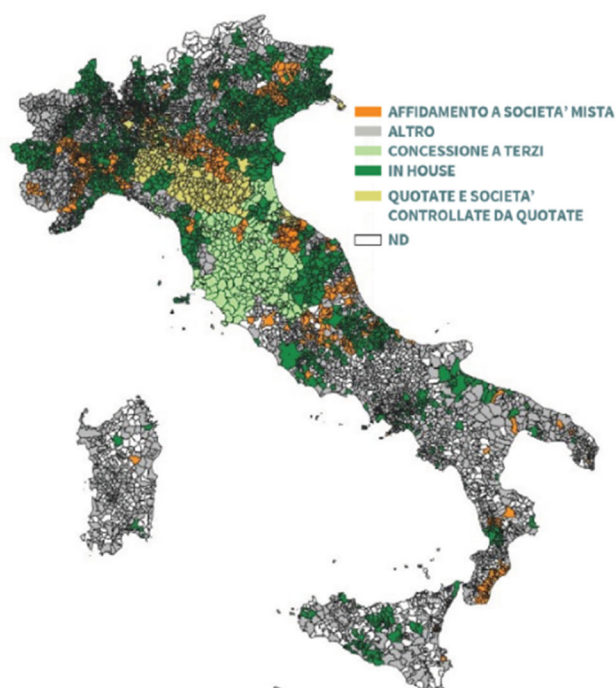 AFFIDAMENTO A SOCIETA' MISTA
ALTRO
CONCESSIONE A TERZI
IN HOUSE
QUOTATE E SOCIETA'
CONTROLLATE DA QUOTATE
ND